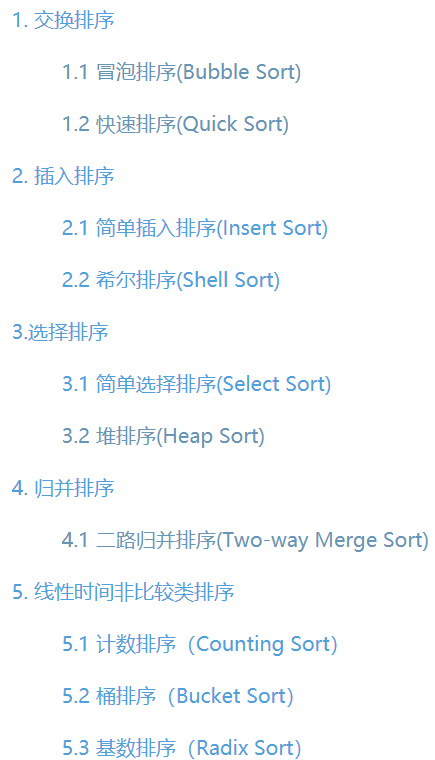 1. 交换排序
1.1 冒泡排序(Bubble Sort)
1.2 快速排序(Quick Sort)
2. 插入排序
2.1 简单插入排序(Insert Sort)
2.2 希尔排序(Shell Sort)
3.选择排序
3.1 简单选择排序(Select Sort)
3.2 堆排序(Heap Sort)
4. 归并排序
4.1 二路归并排序(Two-way Merge Sort)
5. 线性时间非比较类排序
5.1 计数排序（Counting Sort）
5.2 桶排序（Bucket Sort）
5.3 基数排序（Radix Sort）